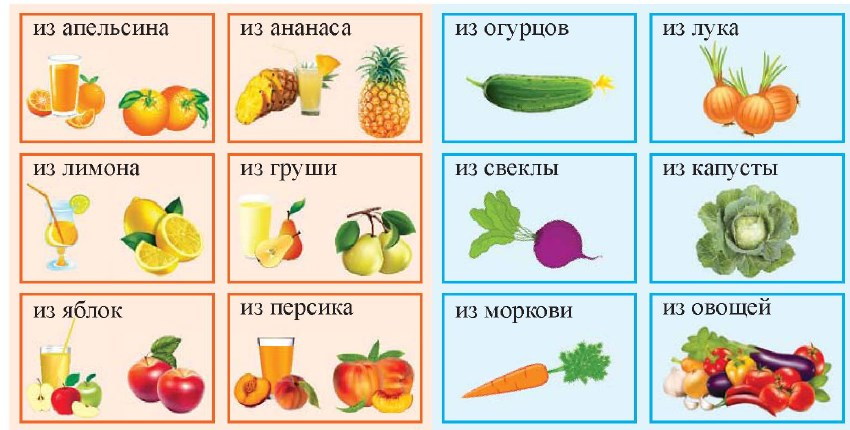 из апельсина
из ананаса
из огурцов
из лука
из лимона
из груши
из свеклы
из капусты
из яблок
из персика
из моркови
из овощей